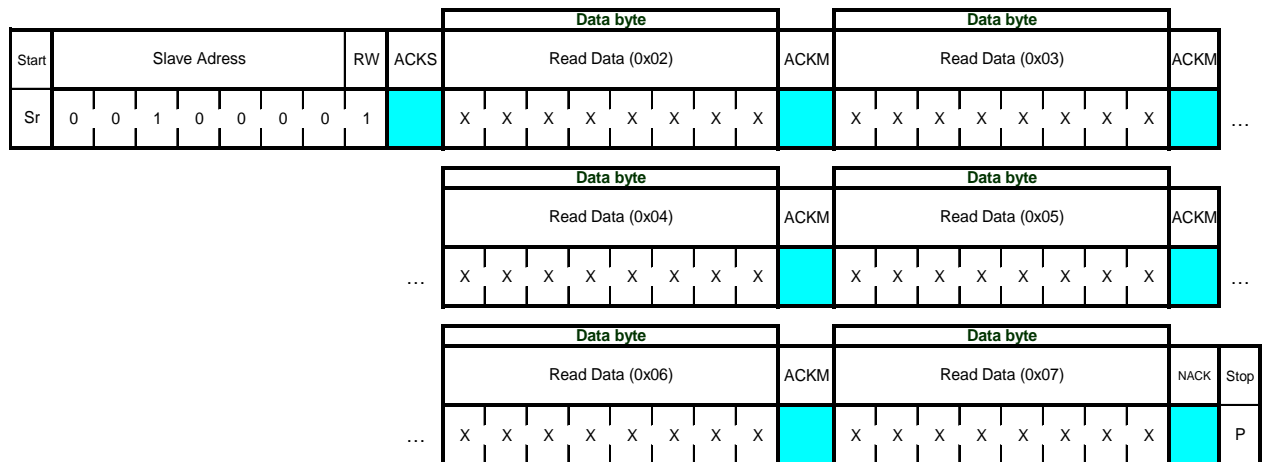 Data byte Data byte
Start Slave Adress RW ACKS Read Data (0x02) ACKM Read Data (0x03) ACKM
Sr 0 0 1 0 0 0 0 1 X X X X X X X X X X X X X X X X …
Data byte Data byte
Read Data (0x04) ACKM Read Data (0x05) ACKM
… X X X X X X X X X X X X X X X X …
Data byte Data byte
Read Data (0x06) ACKM Read Data (0x07) NACK Stop
… X X X X X X X X X X X X X X X X P